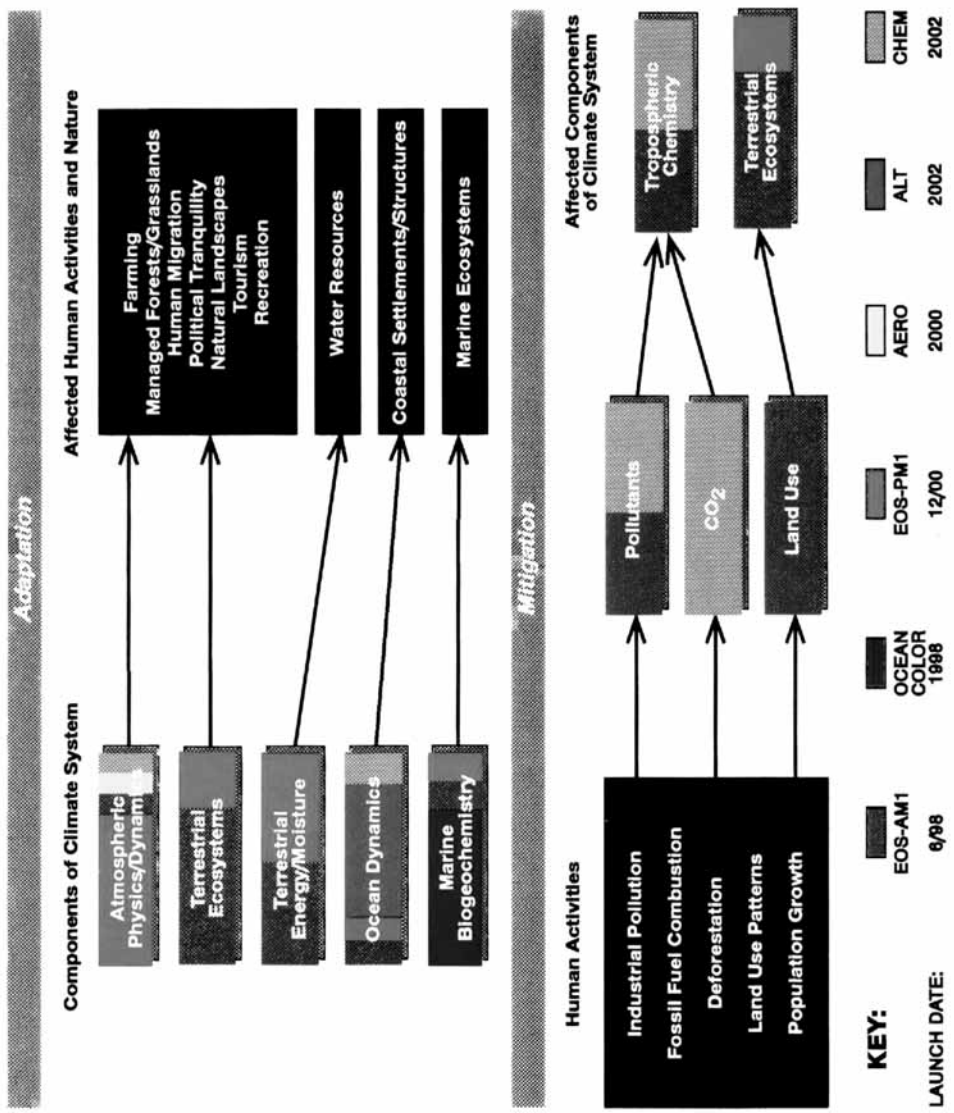 Adaptation
Components of Climate System
Affected Human Activities and Nature
Atmospheric
Physics/Dynamics
Terrestrial
Ecosystems
Terrestrial
Energy/Moisture
Ocean Dynamics
Marine
Biogeochemistry
Farming
Managed Forests/Grasslands
Human Migration
Political Tranquility
Natural Landscapes
Tourism
Recreation
Water Resources
Coastal Settlements/Structures
Marine Ecosystems
Mitigation
Human Activities
Affected Components
of Climate System
Industrial Pollution
Fossil Fuel Combustion
Deforestation
Land Use Patterns
Population Growth
Pollutants
CO₂
Land Use
Tropospheric
Chemistry
Terrestrial
Ecosystems
KEY:
EOS-AM1
OCEAN
COLOR
EOS-PM1
AERO
ALT
CHEM
LAUNCH DATE:
6/98
1998
12/00
2000
2002
2002